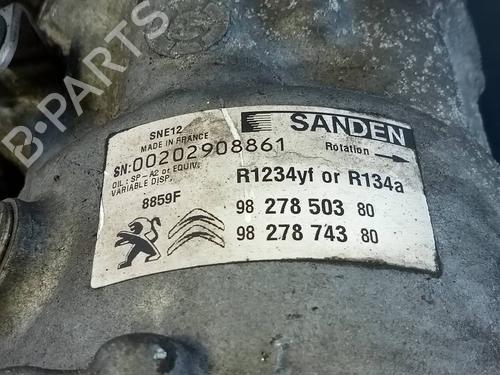 SNE12
MADE IN FRANCE
SN:00202908861
OIL: SP-A2 or EQUIV.
VARIABLE DISP.
8859F
SANDEN
Rotation
R1234yf or R134a
98 278 503 80
98 278 743 80
B-PARTS